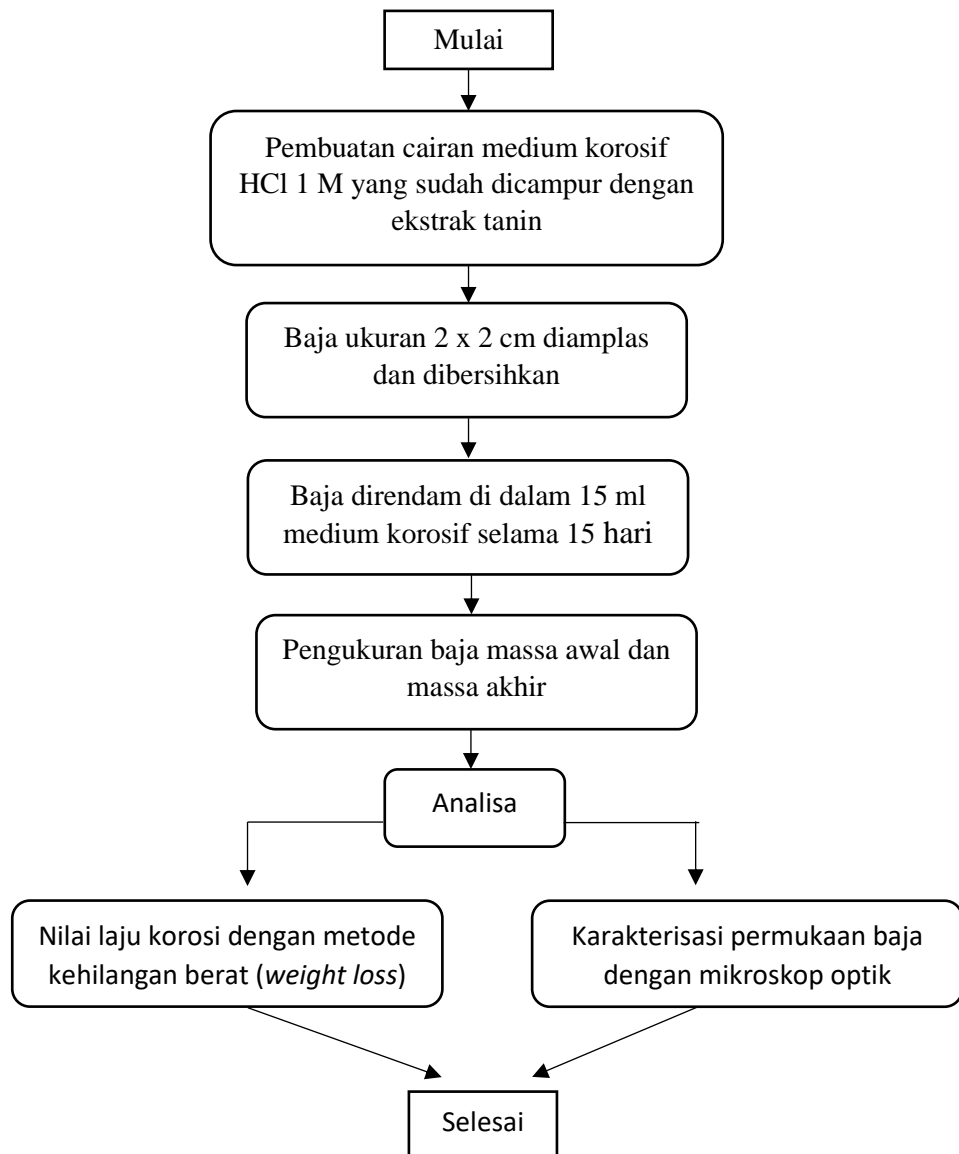 Mulai
Pembuatan cairan medium korosif
HCl 1 M yang sudah dicampur dengan
ekstrak tanin
Baja ukuran 2 x 2 cm diamplas
dan dibersihkan
Baja direndam di dalam 15 ml
medium korosif selama 15 hari
Pengukuran baja massa awal dan
massa akhir
Analisa
Nilai laju korosi dengan metode
kehilangan berat (weight loss)
Karakterisasi permukaan baja
dengan mikroskop optik
Selesai